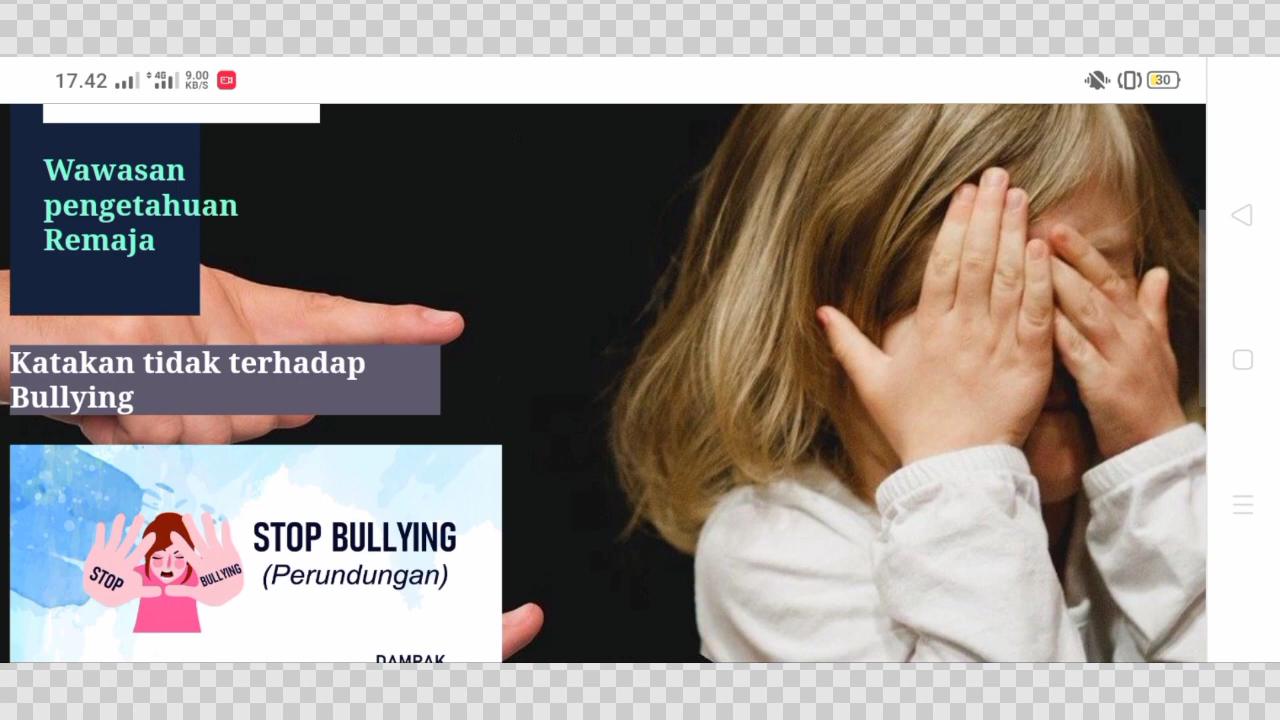 17.42
4G
9.00
KB/S
30
Wawasan
pengetahuan
Remaja
Katakan tidak terhadap
Bullying
STOP BULLYING
(Perundungan)
STOP
BULLYING
DAMPAK